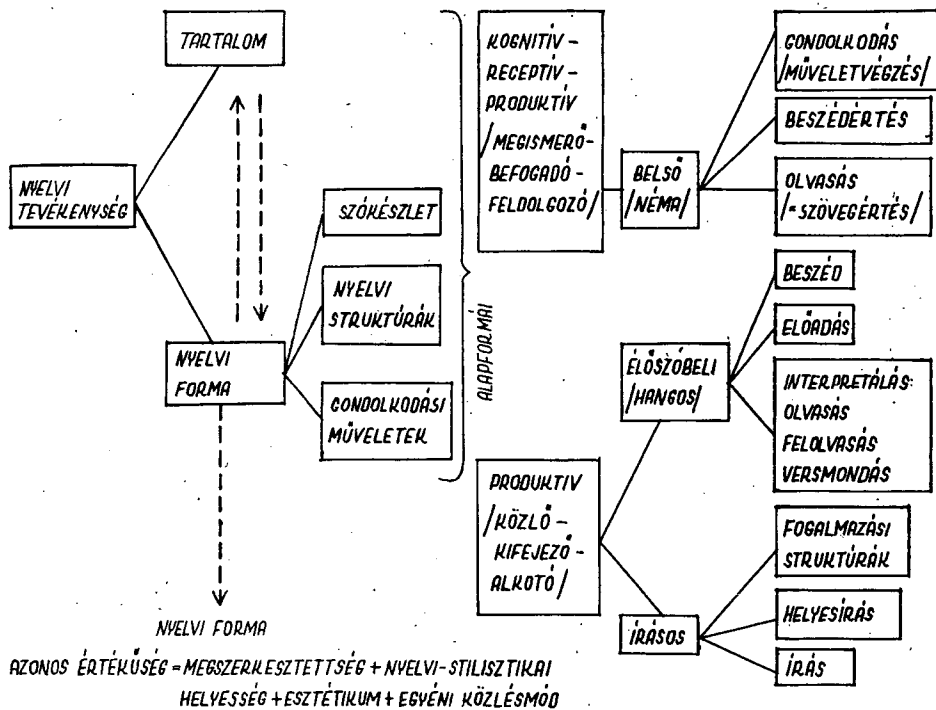 TARTALOM
NYELVI
TEVÉKENYSÉG
NYELVI
FORMA
SZÓKÉSZLET
NYELVI
STRUKTÚRÁK
GONDOLKODÁSI
MŰVELETEK
NYELVI FORMA
ALAPFORMÁI
KOGNITÍV –
RECEPTÍV –
PRODUKTÍV
/MEGISMERŐ –
BEFOGADÓ –
FELDOLGOZÓ/
BELSŐ
/NÉMA/
GONDOLKODÁS
/MŰVELETVÉGZÉS/
BESZÉDÉRTÉS
OLVASÁS
/=SZÖVEGÉRTÉS/
PRODUKTIV
/KÖZLŐ –
KIFEJEZŐ –
ALKOTÓ/
ÉLŐSZÓBELI
/HANGOS/
BESZÉD
ELŐADÁS
INTERPRETÁLÁS:
OLVASÁS
FELOLVASÁS
VERSMONDÁS
ÍRÁSOS
FOGALMAZÁSI
STRUKTÚRÁK
HELYESÍRÁS
ÍRÁS
AZONOS ÉRTÉKŰSÉG = MEGSZERKESZTETTSÉG + NYELVI-STILISZTIKAI
HELYESSÉG + ESZTÉTIKUM + EGYÉNI KÖZLÉSMÓD